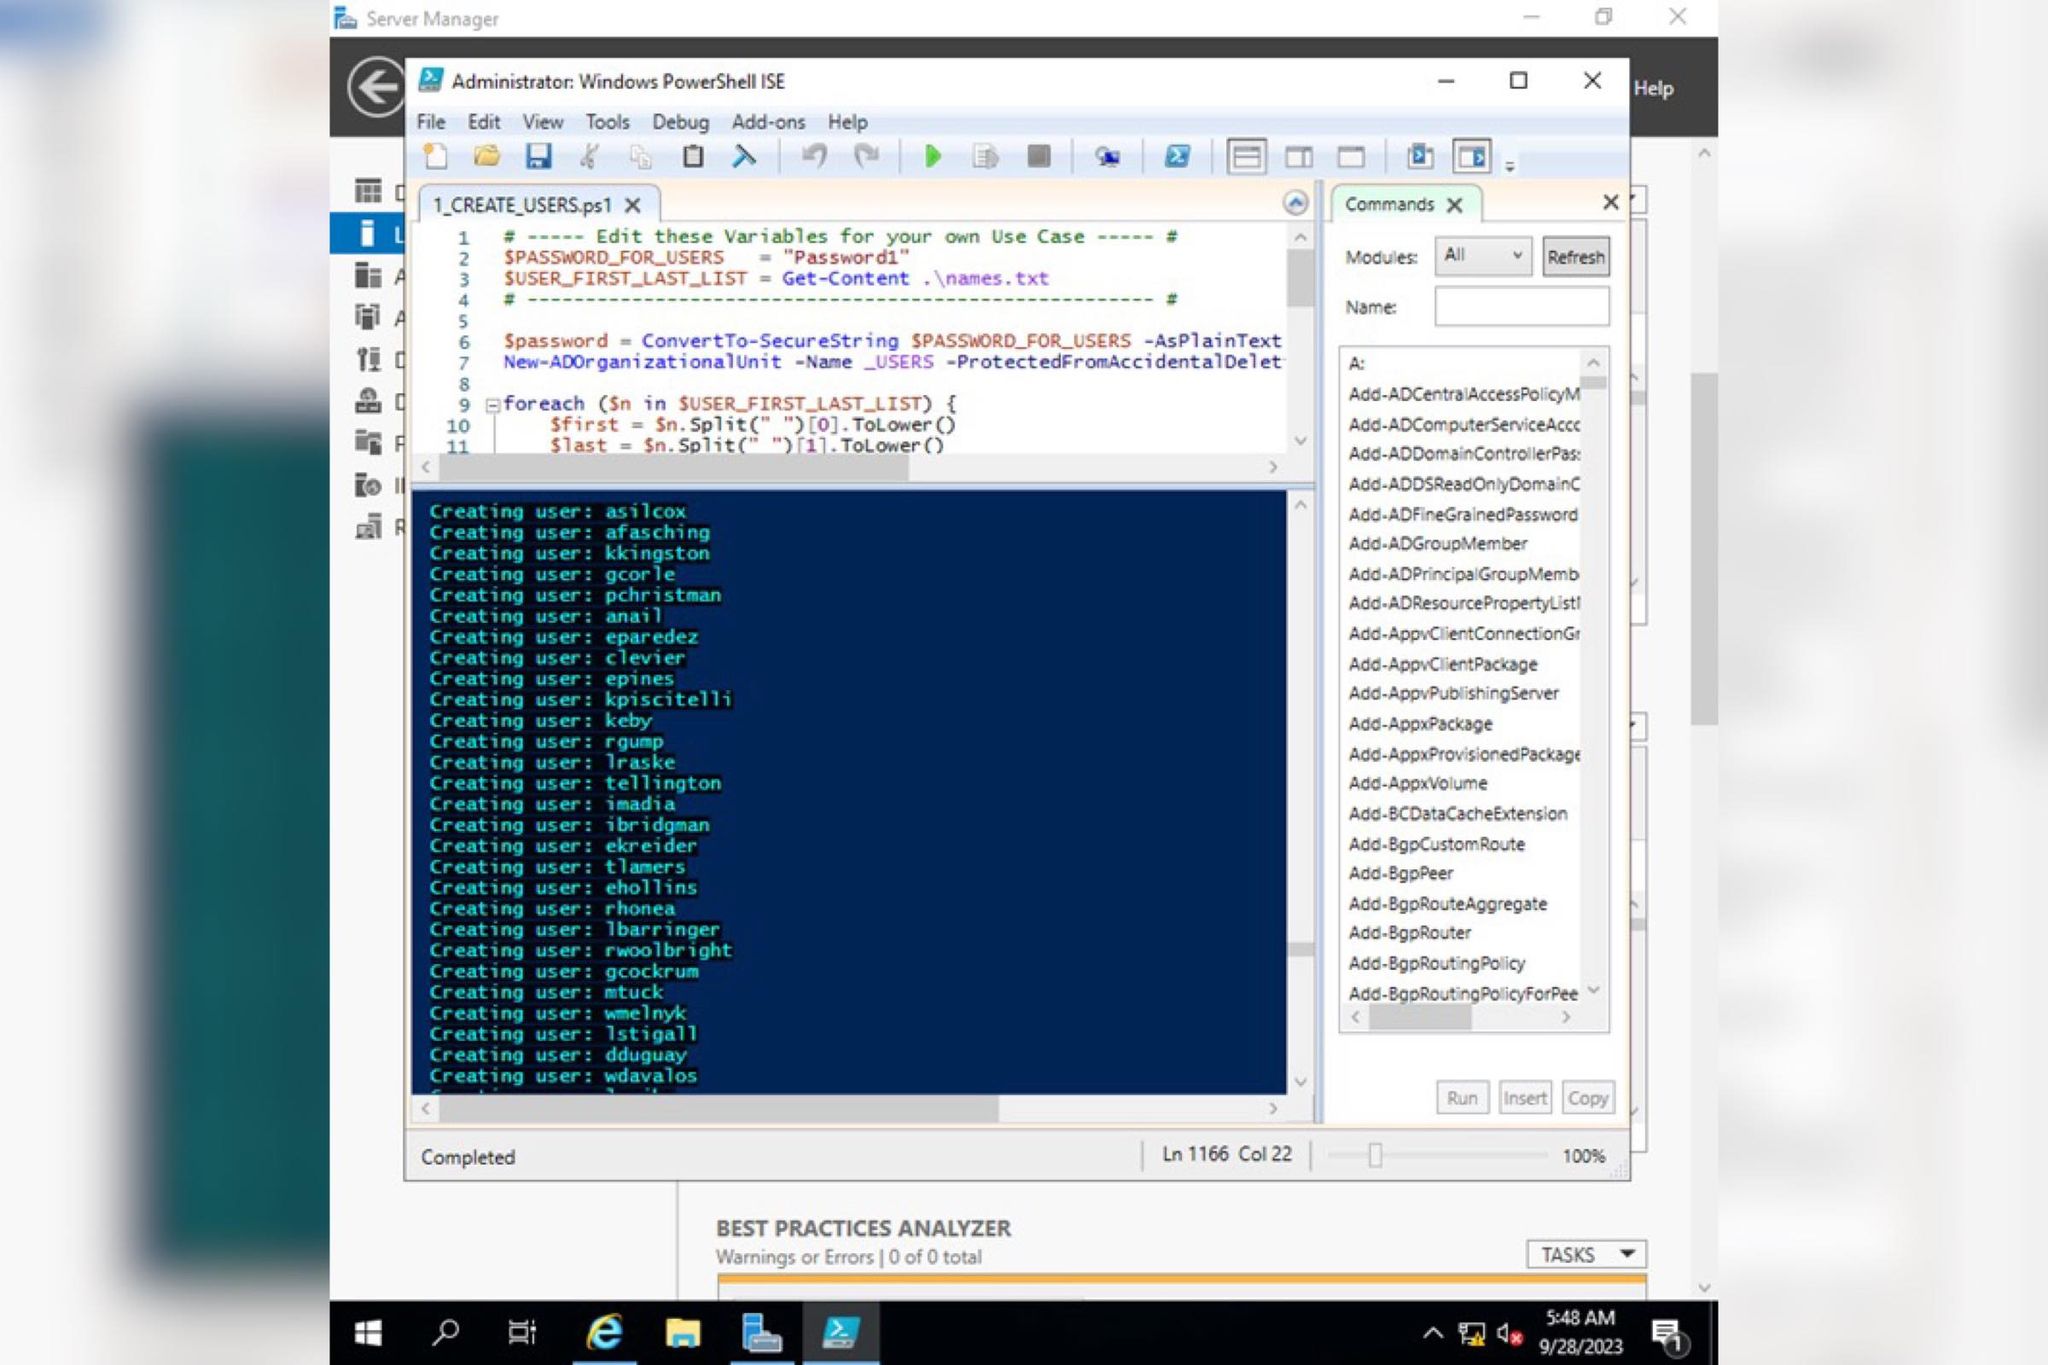 Server Manager
Help
Administrator: Windows PowerShell ISE
File Edit View Tools Debug Add-ons Help
1_CREATE_USERS.ps1
1 # ----- Edit these Variables for your own Use Case ----- #
2 $PASSWORD_FOR_USERS = "Password1"
3 $USER_FIRST_LAST_LIST = Get-Content .\names.txt
4 # ------------------------------------------------------ #
5
6 $password = ConvertTo-SecureString $PASSWORD_FOR_USERS -AsPlainText
7 New-ADOrganizationalUnit -Name _USERS -ProtectedFromAccidentalDelet
8
9 foreach ($n in $USER_FIRST_LAST_LIST) {
10 $first = $n.Split(" ")[0].ToLower()
11 $last = $n.Split(" ")[1].ToLower()
Creating user: asilcox
Creating user: afasching
Creating user: kkingston
Creating user: gcorle
Creating user: pchristman
Creating user: anail
Creating user: eparedez
Creating user: clevier
Creating user: epines
Creating user: kpiscitelli
Creating user: keby
Creating user: rgump
Creating user: lraske
Creating user: tellington
Creating user: imadia
Creating user: ibridgman
Creating user: ekreider
Creating user: tlamers
Creating user: ehollins
Creating user: rhonea
Creating user: lbarringer
Creating user: rwoolbright
Creating user: gcockrum
Creating user: mtuck
Creating user: wmelnyk
Creating user: lstigall
Creating user: dduguay
Creating user: wdavalos
Commands
Modules: All Refresh
Name:
A:
Add-ADCentralAccessPolicyM
Add-ADComputerServiceAcco
Add-ADDomainControllerPas
Add-ADDSReadOnlyDomainC
Add-ADFineGrainedPassword
Add-ADGroupMember
Add-ADPrincipalGroupMemb
Add-ADResourcePropertyList
Add-AppvClientConnectionGr
Add-AppvClientPackage
Add-AppvPublishingServer
Add-AppxPackage
Add-AppxProvisionedPackage
Add-AppxVolume
Add-BCDataCacheExtension
Add-BgpCustomRoute
Add-BgpPeer
Add-BgpRouteAggregate
Add-BgpRouter
Add-BgpRoutingPolicy
Add-BgpRoutingPolicyForPee
Run Insert Copy
Completed
Ln 1166 Col 22
100%
BEST PRACTICES ANALYZER
Warnings or Errors | 0 of 0 total
TASKS
5:48 AM
9/28/2023
1